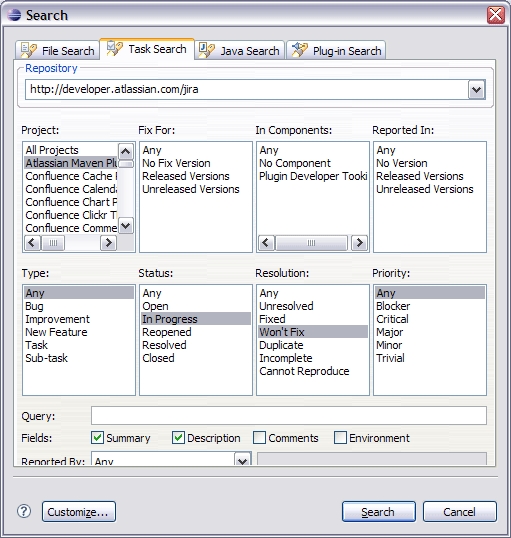 Search
File Search Task Search Java Search Plug-in Search
Repository
http://developer.atlassian.com/jira
Project: Fix For: In Components: Reported In:
All Projects Any Any Any
Atlassian Maven Plu No Fix Version No Component No Version
Confluence Cache Released Versions Plugin Developer Released Versions
Confluence Calenda Unreleased Versions Unreleased Versions
Confluence Chart P
Confluence Clickr T
Confluence Comme
Type: Status: Resolution: Priority:
Any Any Any Any
Bug Open Unresolved Blocker
Improvement In Progress Fixed Critical
New Feature Reopened Won't Fix Major
Task Resolved Duplicate Minor
Sub-task Closed Incomplete Trivial
Cannot Reproduce
Query:
Fields: Summary Description Comments Environment
Reported By: Any
? Customize... Search Cancel